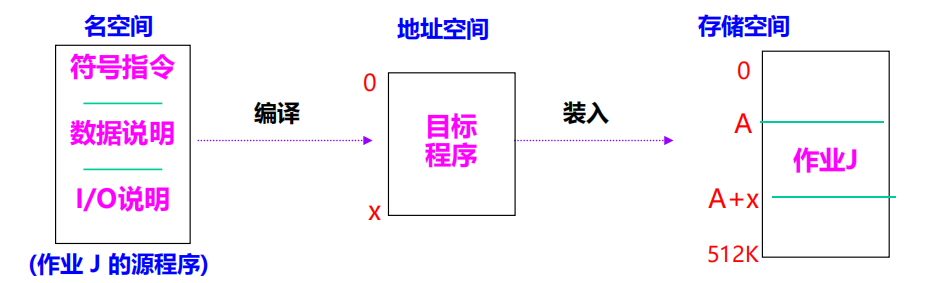 名空间
符号指令
数据说明
I/O说明
(作业 J 的源程序)
编译
地址空间
0
目标
程序
x
装入
存储空间
0
A
作业J
A+x
512K